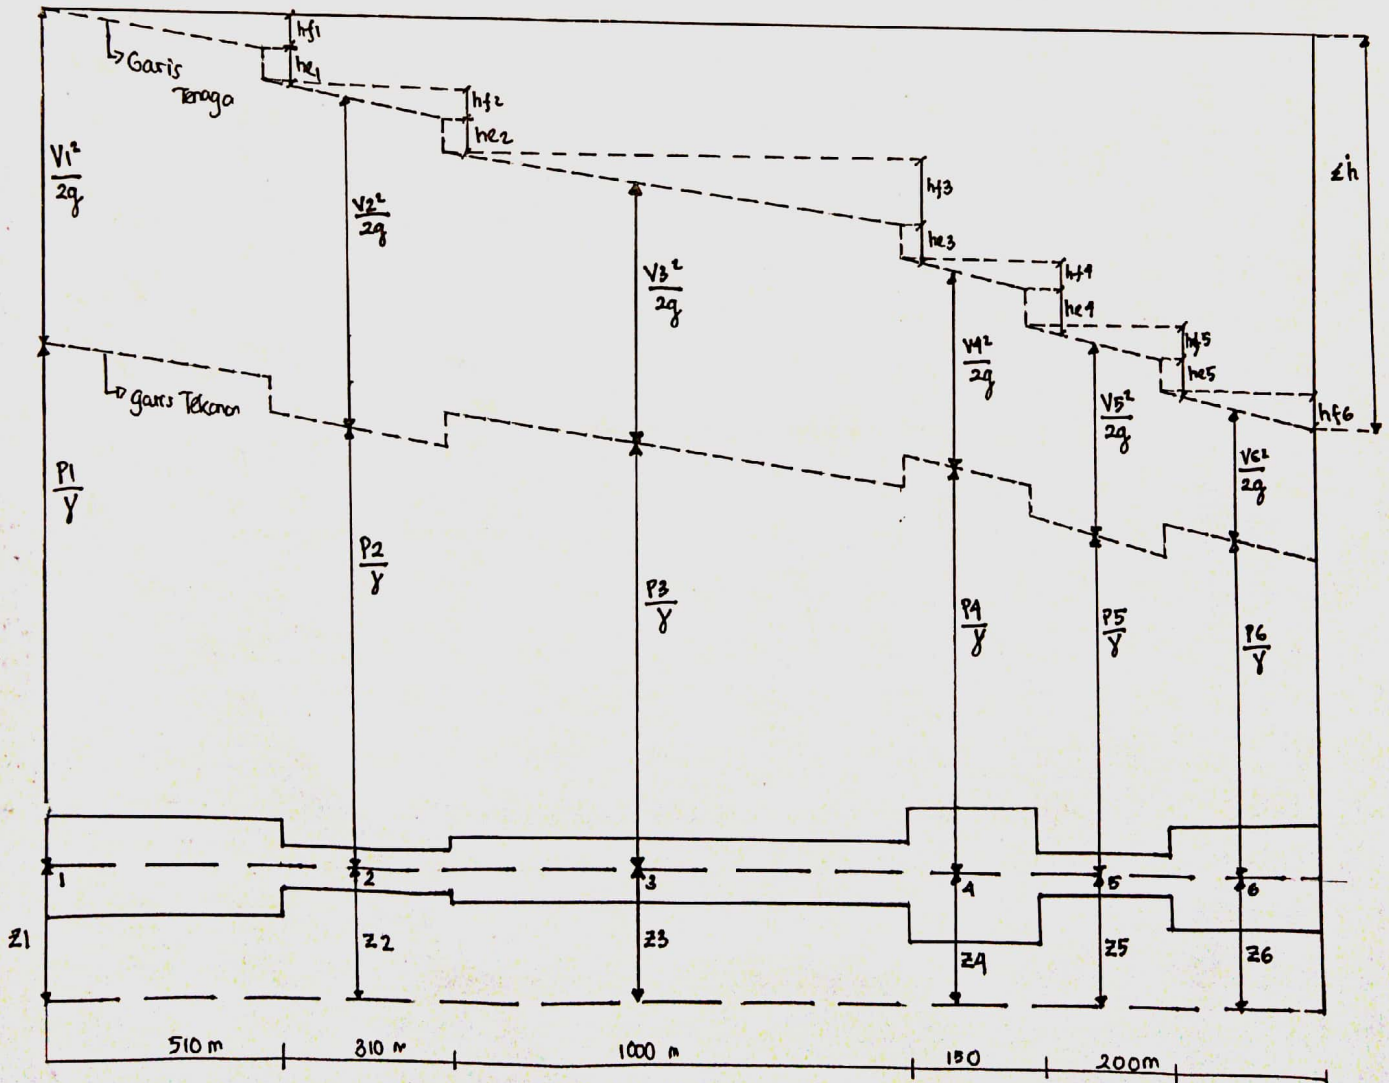 hf1
he1
Garis
Tenaga
hf2
he2
V1²
2g
V2²
2g
hf3
he3
Σh
V3²
2g
hf4
he4
V4²
2g
hf5
he5
V5²
2g
hf6
V6²
2g
garis Tekanan
P1
γ
P2
γ
P3
γ
P4
γ
P5
γ
P6
γ
1
2
3
4
5
6
Z1
Z2
Z3
Z4
Z5
Z6
510 m
310 m
1000 m
150
200m